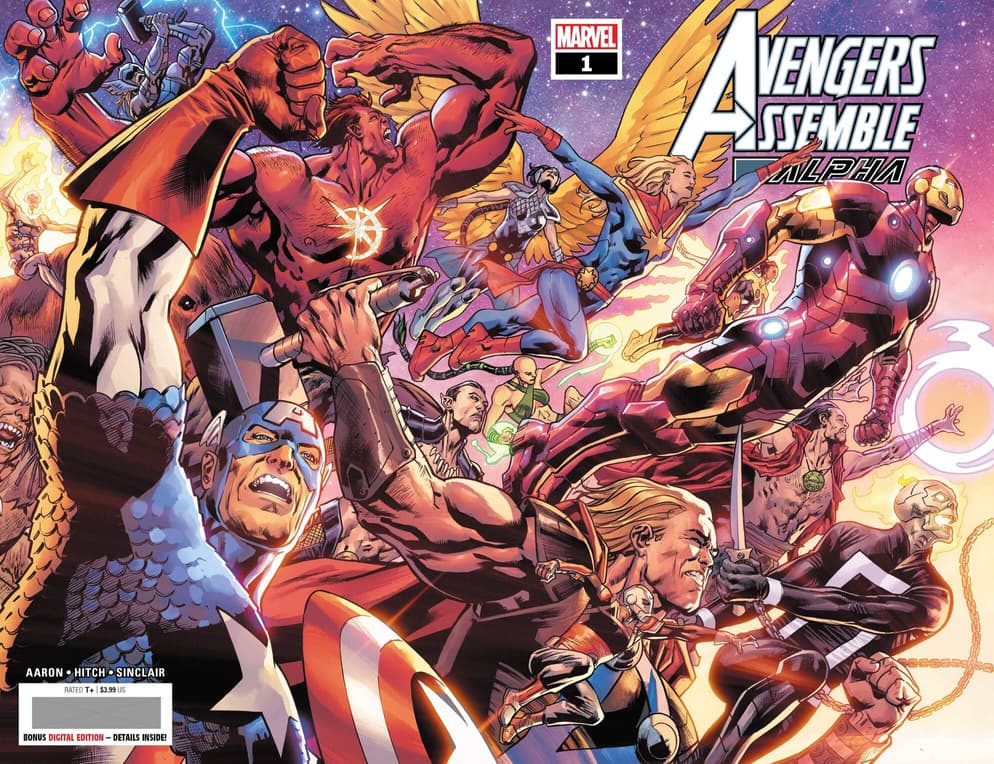 MARVEL
1
AVENGERS
ASSEMBLE
ALPHA
AARON • HITCH • SINCLAIR
RATED T+ | $3.99 US
BONUS DIGITAL EDITION – DETAILS INSIDE!